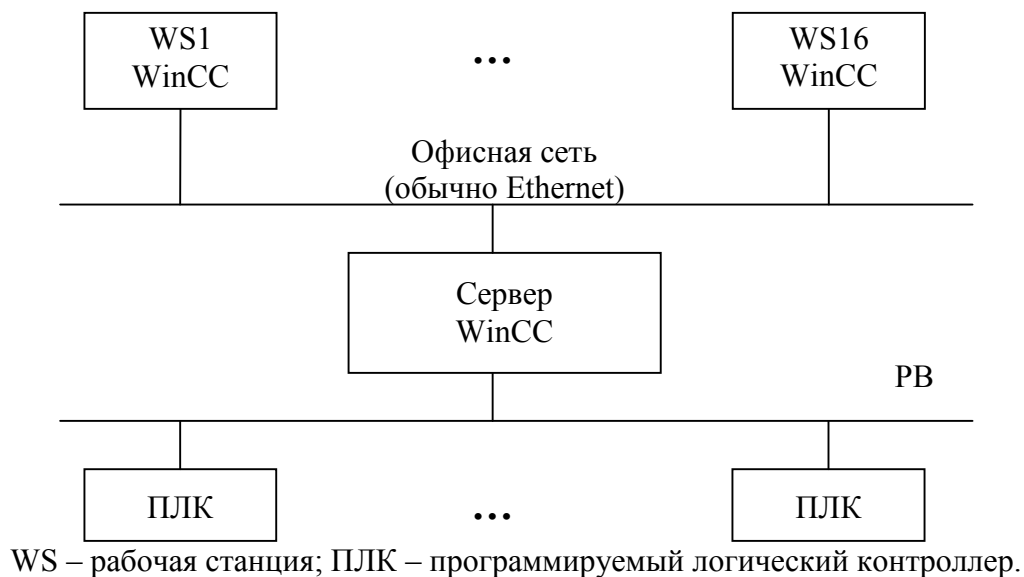 WS1
WinCC
...
WS16
WinCC
Офисная сеть
(обычно Ethernet)
Сервер
WinCC
РВ
ПЛК
...
ПЛК
WS – рабочая станция; ПЛК – программируемый логический контроллер.